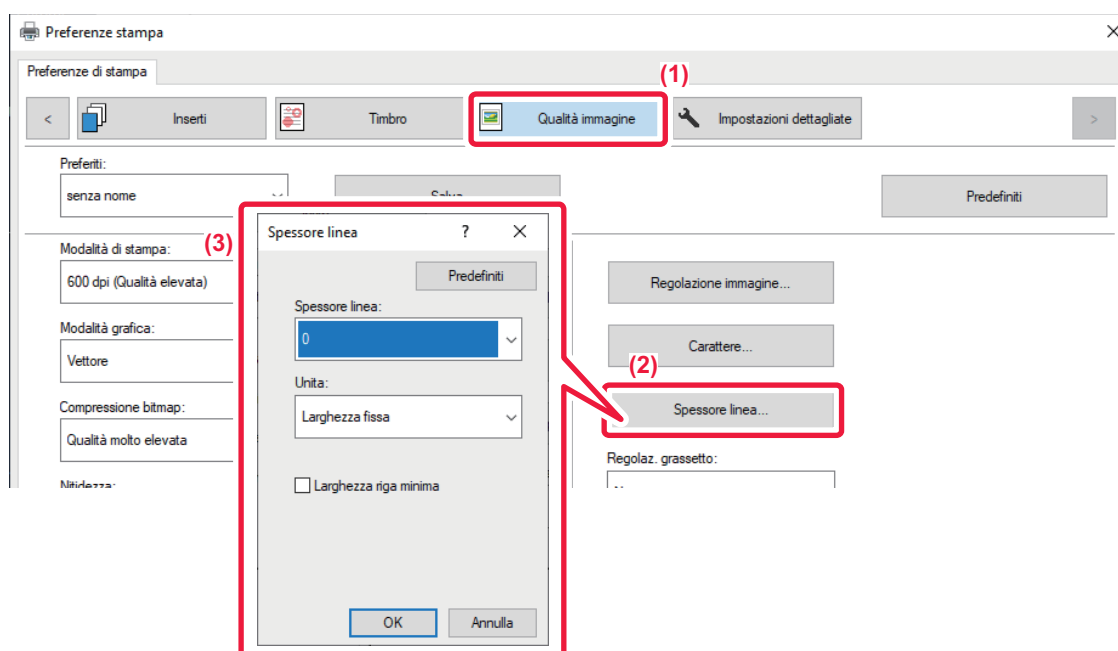 Preferenze stampa
Preferenze di stampa
(1)
<
Inserti
Timbro
Qualità immagine
Impostazioni dettagliate
>
Preferiti:
senza nome
Salva
Predefiniti
(3)
Modalità di stampa:
600 dpi (Qualità elevata)
Modalità grafica:
Vettore
Compressione bitmap:
Qualità molto elevata
Nitidezza:
Spessore linea
?
Predefiniti
Spessore linea:
0
Unita:
Larghezza fissa
Larghezza riga minima
OK
Annulla
Regolazione immagine...
Carattere...
(2)
Spessore linea...
Regolaz. grassetto: